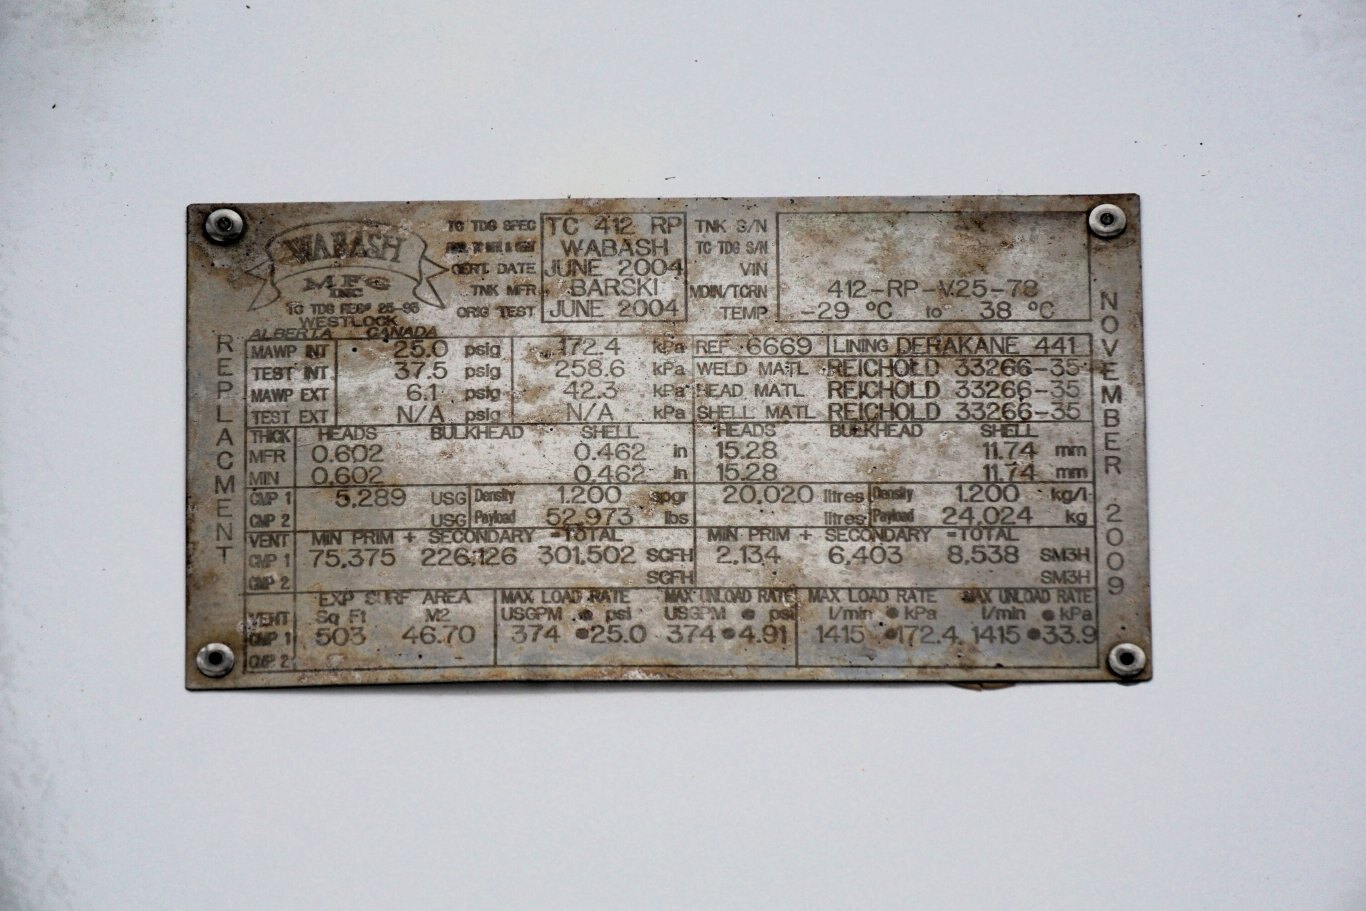 WABASH
MFG
INC
TC TDG REG# 25-95
WESTLOCK
ALBERTA CANADA
TC TDG SPEC TC 412 RP
WABASH
CERT. DATE JUNE 2004
TNK MFR BARSKI
ORIG TEST JUNE 2004
TNK S/N
TC TDG S/N
VIN
MDIN/TCRN 412-RP-V25-78
TEMP -29 °C to 38 °C
REPLACMENT
NOVEMBER 2009
MAWP INT 25.0 psig 172.4 kPa REF 6669 LINING DERAKANE 441
TEST INT 37.5 psig 258.6 kPa WELD MATL REICHOLD 33266-35
MAWP EXT 6.1 psig 42.3 kPa HEAD MATL REICHOLD 33266-35
TEST EXT N/A psig N/A kPa SHELL MATL REICHOLD 33266-35
THICK HEADS BULKHEAD SHELL HEADS BULKHEAD SHELL
MFR 0.602 0.462 in 15.28 11.74 mm
MIN 0.602 0.462 in 15.28 11.74 mm
CMP 1 5,289 USG Density 1.200 spgr 20,020 litres Density 1.200 kg/l
CMP 2 USG Payload 52,973 lbs litres Payload 24,024 kg
VENT MIN PRIM + SECONDARY =TOTAL MIN PRIM + SECONDARY =TOTAL
CMP 1 75,375 226,126 301,502 SCFH 2,134 6,403 8,538 SM3H
CMP 2 SCFH SM3H
EXP SURF AREA MAX LOAD RATE MAX UNLOAD RATE MAX LOAD RATE MAX UNLOAD RATE
VENT Sq Ft M2 USGPM @ psi USGPM @ psi l/min @ kPa l/min @ kPa
CMP 1 503 46.70 374 @25.0 374 @4.91 1415 @172.4 1415 @33.9
CMP 2